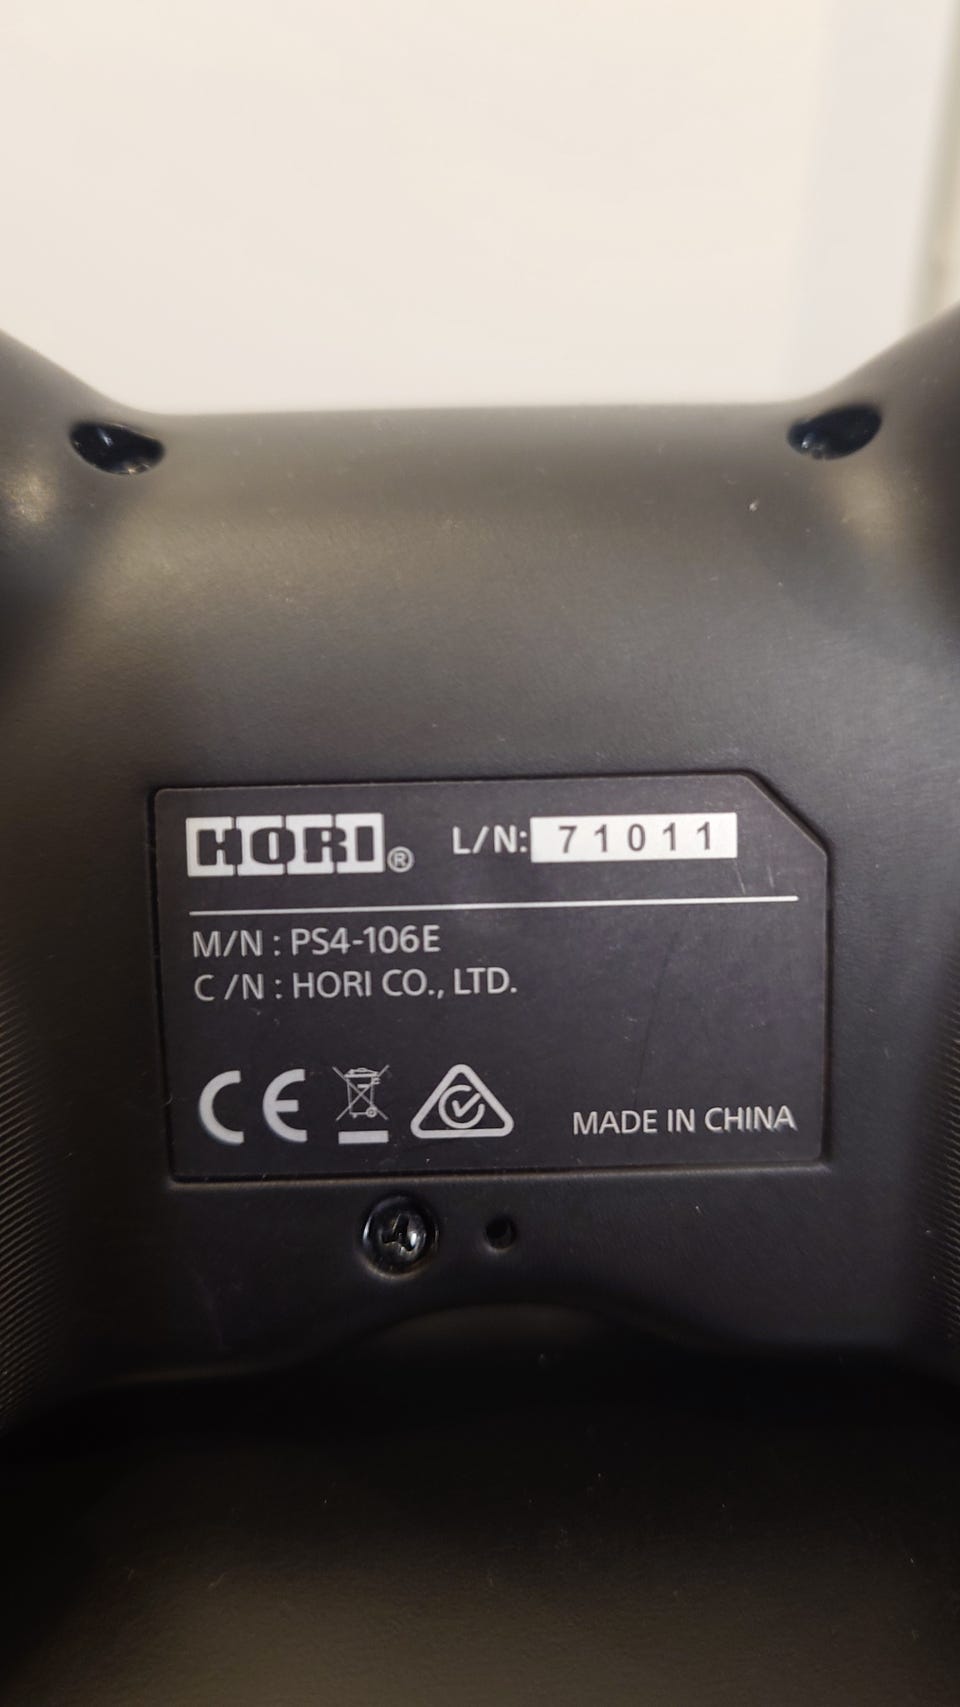 HORI® L/N: 71011
M/N : PS4-106E
C/N : HORI CO., LTD.
CE
MADE IN CHINA